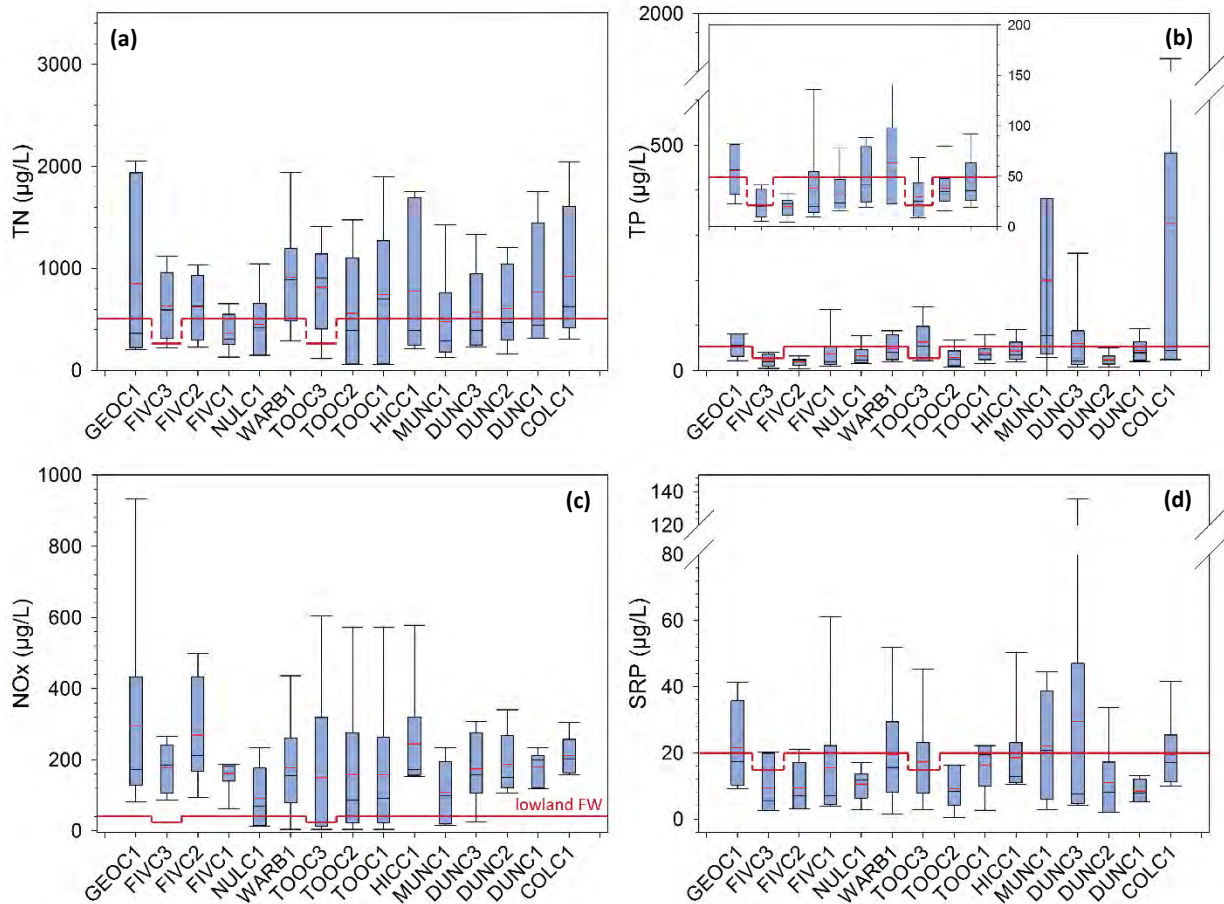 (a)
TN (µg/L)
3000
2000
1000
0
GEOC1
FIVC3
FIVC2
FIVC1
NULC1
WARB1
TOOC3
TOOC2
TOOC1
HICC1
MUNC1
DUNC3
DUNC2
DUNC1
COLC1
(b)
TP (µg/L)
2000
500
0
200
150
100
50
0
GEOC1
FIVC3
FIVC2
FIVC1
NULC1
WARB1
TOOC3
TOOC2
TOOC1
HICC1
MUNC1
DUNC3
DUNC2
DUNC1
COLC1
(c)
NOx (µg/L)
1000
800
600
400
200
0
lowland FW
GEOC1
FIVC3
FIVC2
FIVC1
NULC1
WARB1
TOOC3
TOOC2
TOOC1
HICC1
MUNC1
DUNC3
DUNC2
DUNC1
COLC1
(d)
SRP (µg/L)
140
120
80
60
40
20
0
GEOC1
FIVC3
FIVC2
FIVC1
NULC1
WARB1
TOOC3
TOOC2
TOOC1
HICC1
MUNC1
DUNC3
DUNC2
DUNC1
COLC1